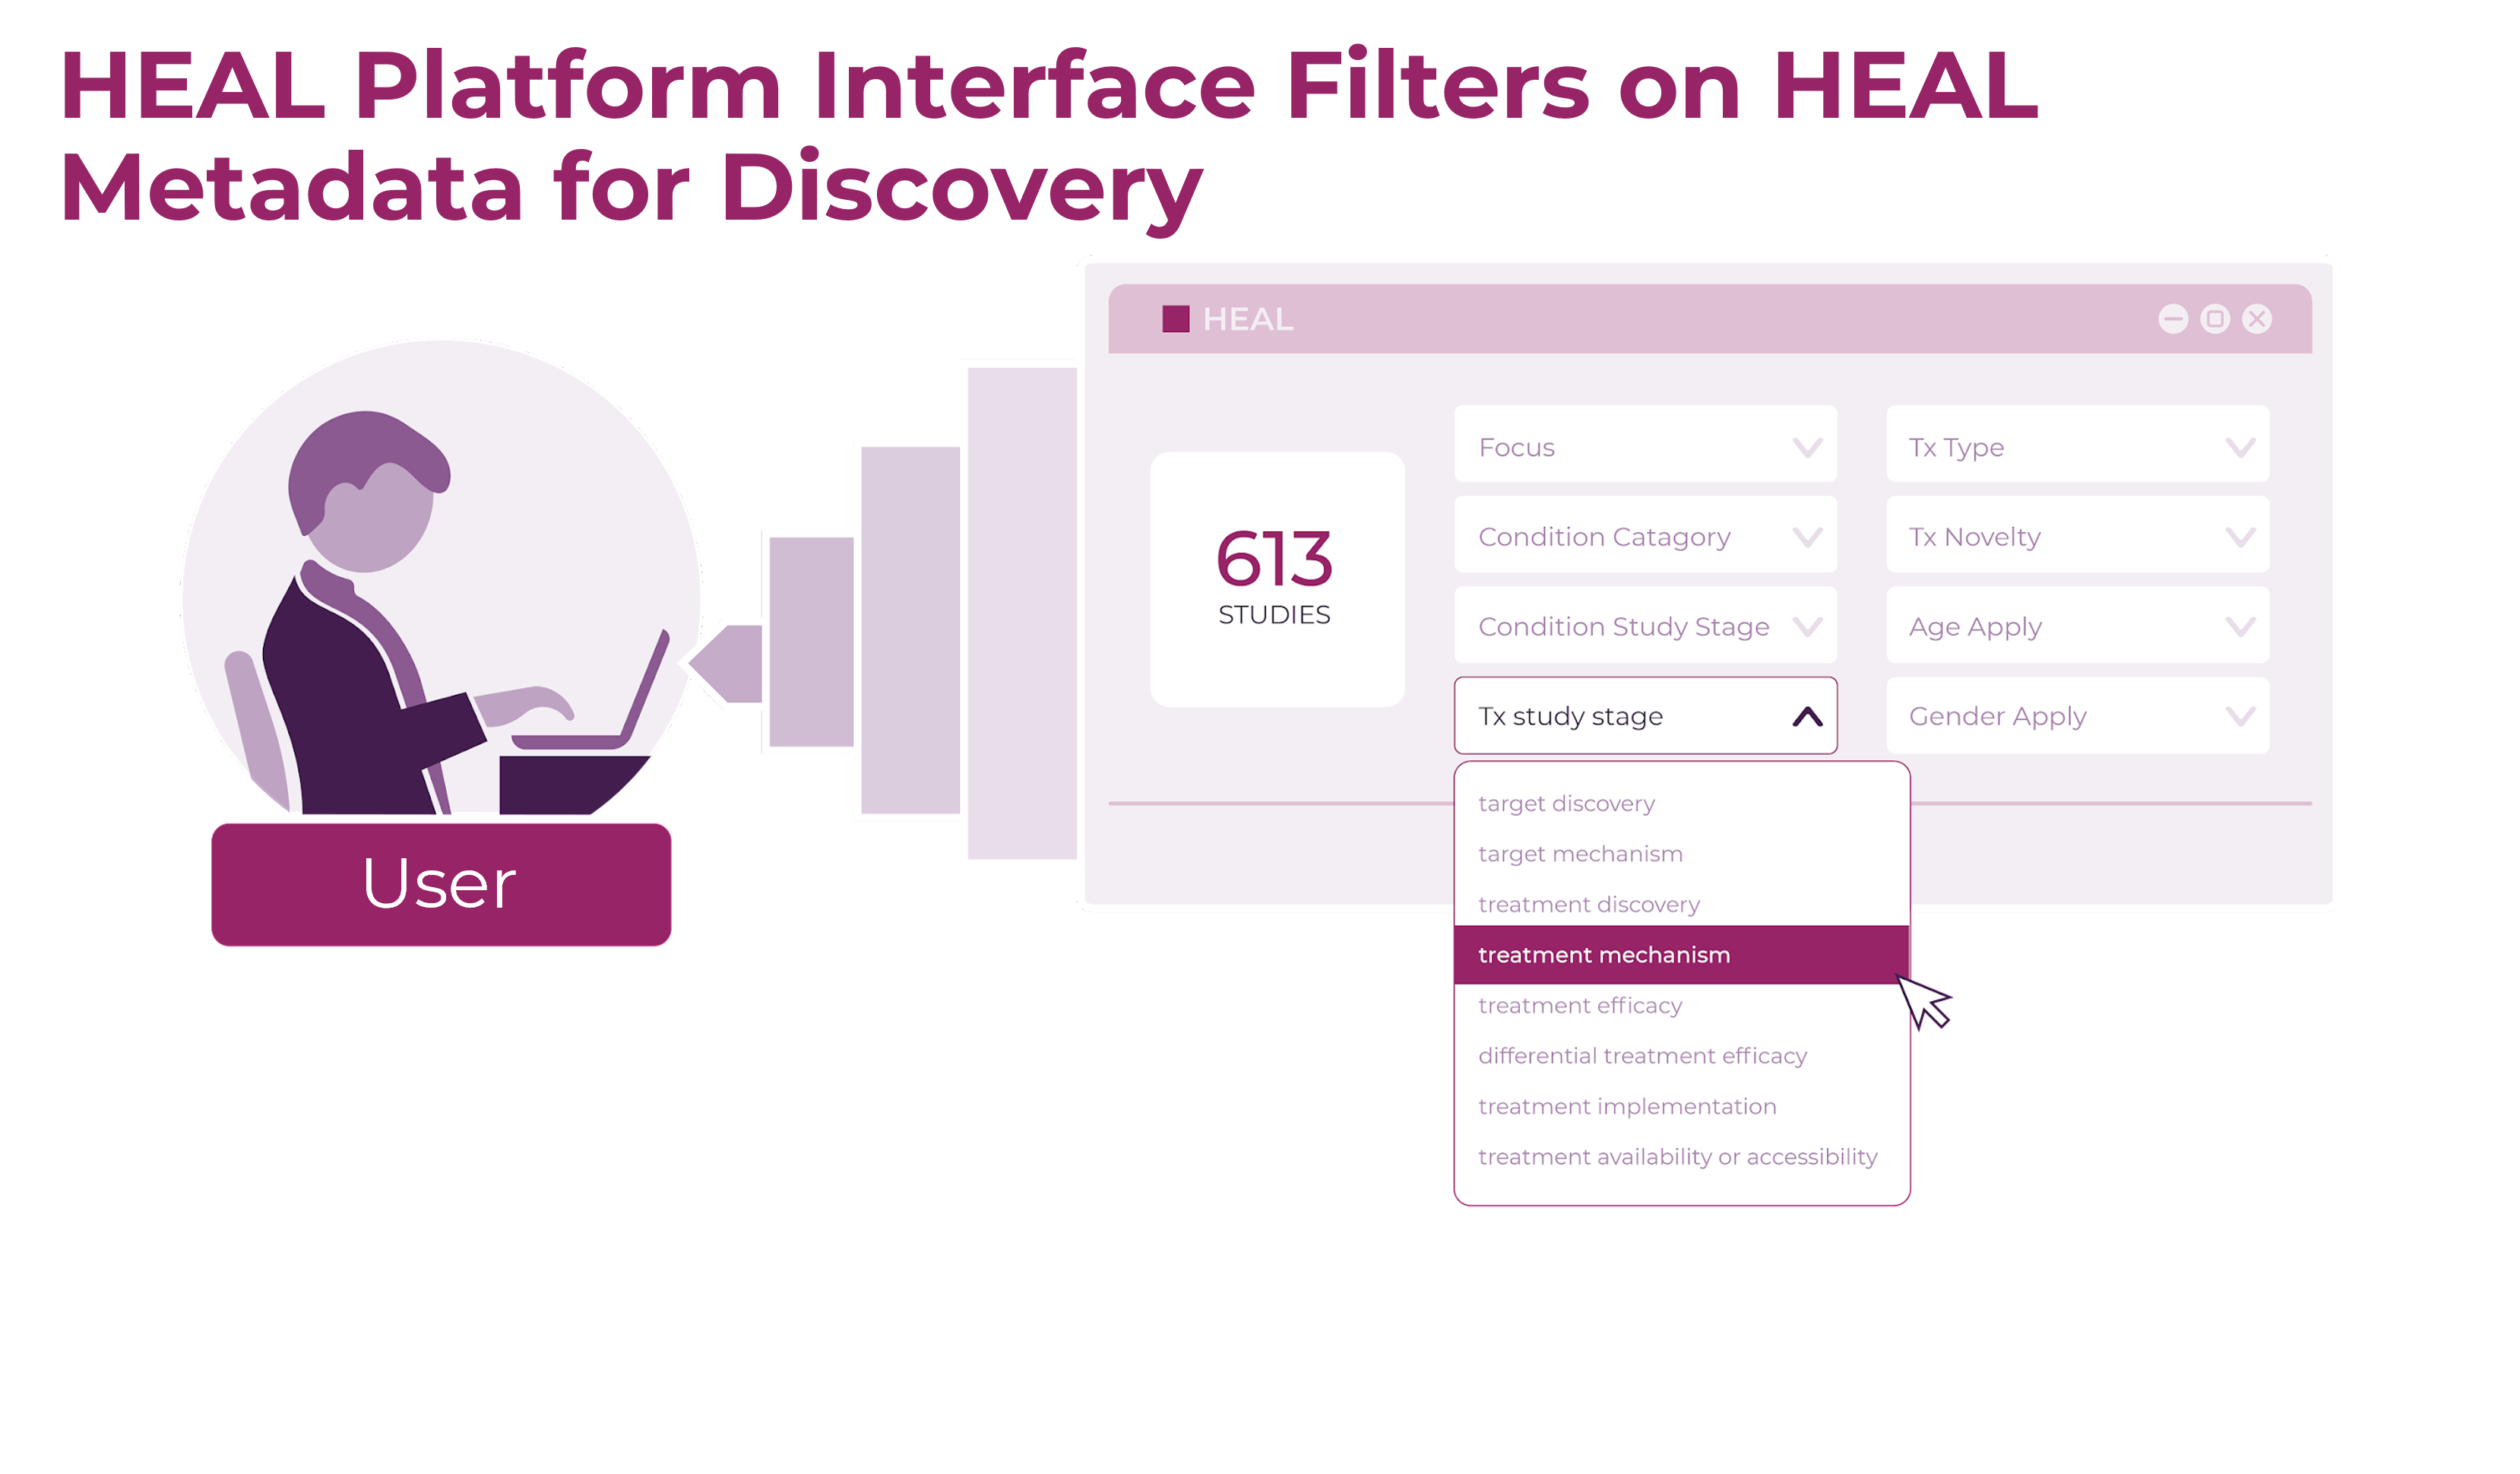 HEAL Platform Interface Filters on HEAL
Metadata for Discovery
HEAL
613
STUDIES
Focus
Condition Catagory
Condition Study Stage
Tx study stage
target discovery
target mechanism
treatment discovery
treatment mechanism
treatment efficacy
differential treatment efficacy
treatment implementation
treatment availability or accessibility
Tx Type
Tx Novelty
Age Apply
Gender Apply
User